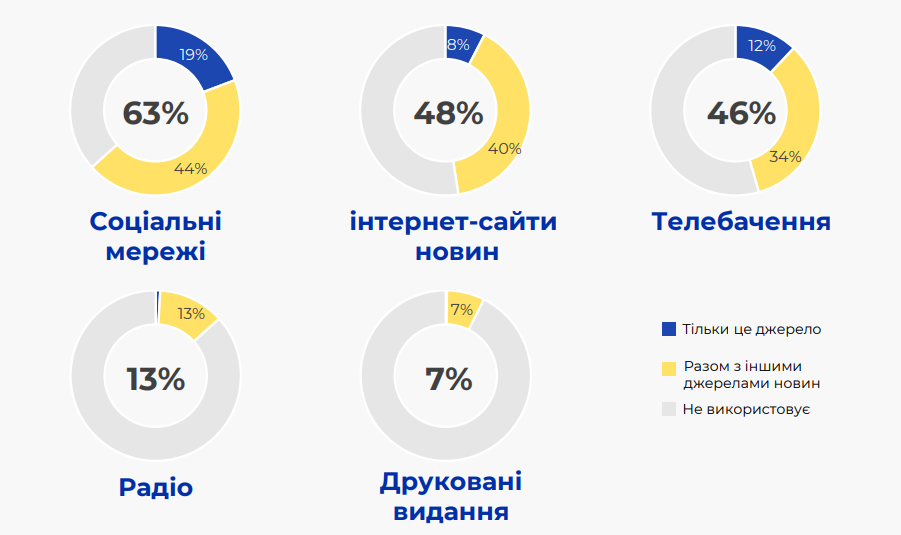 19%
63%
44%
Соціальні
мережі
8%
48%
40%
інтернет-сайти
новин
12%
46%
34%
Телебачення
13%
13%
Радіо
7%
7%
Друковані
видання
Тільки це джерело
Разом з іншими
джерелами новин
Не використовує